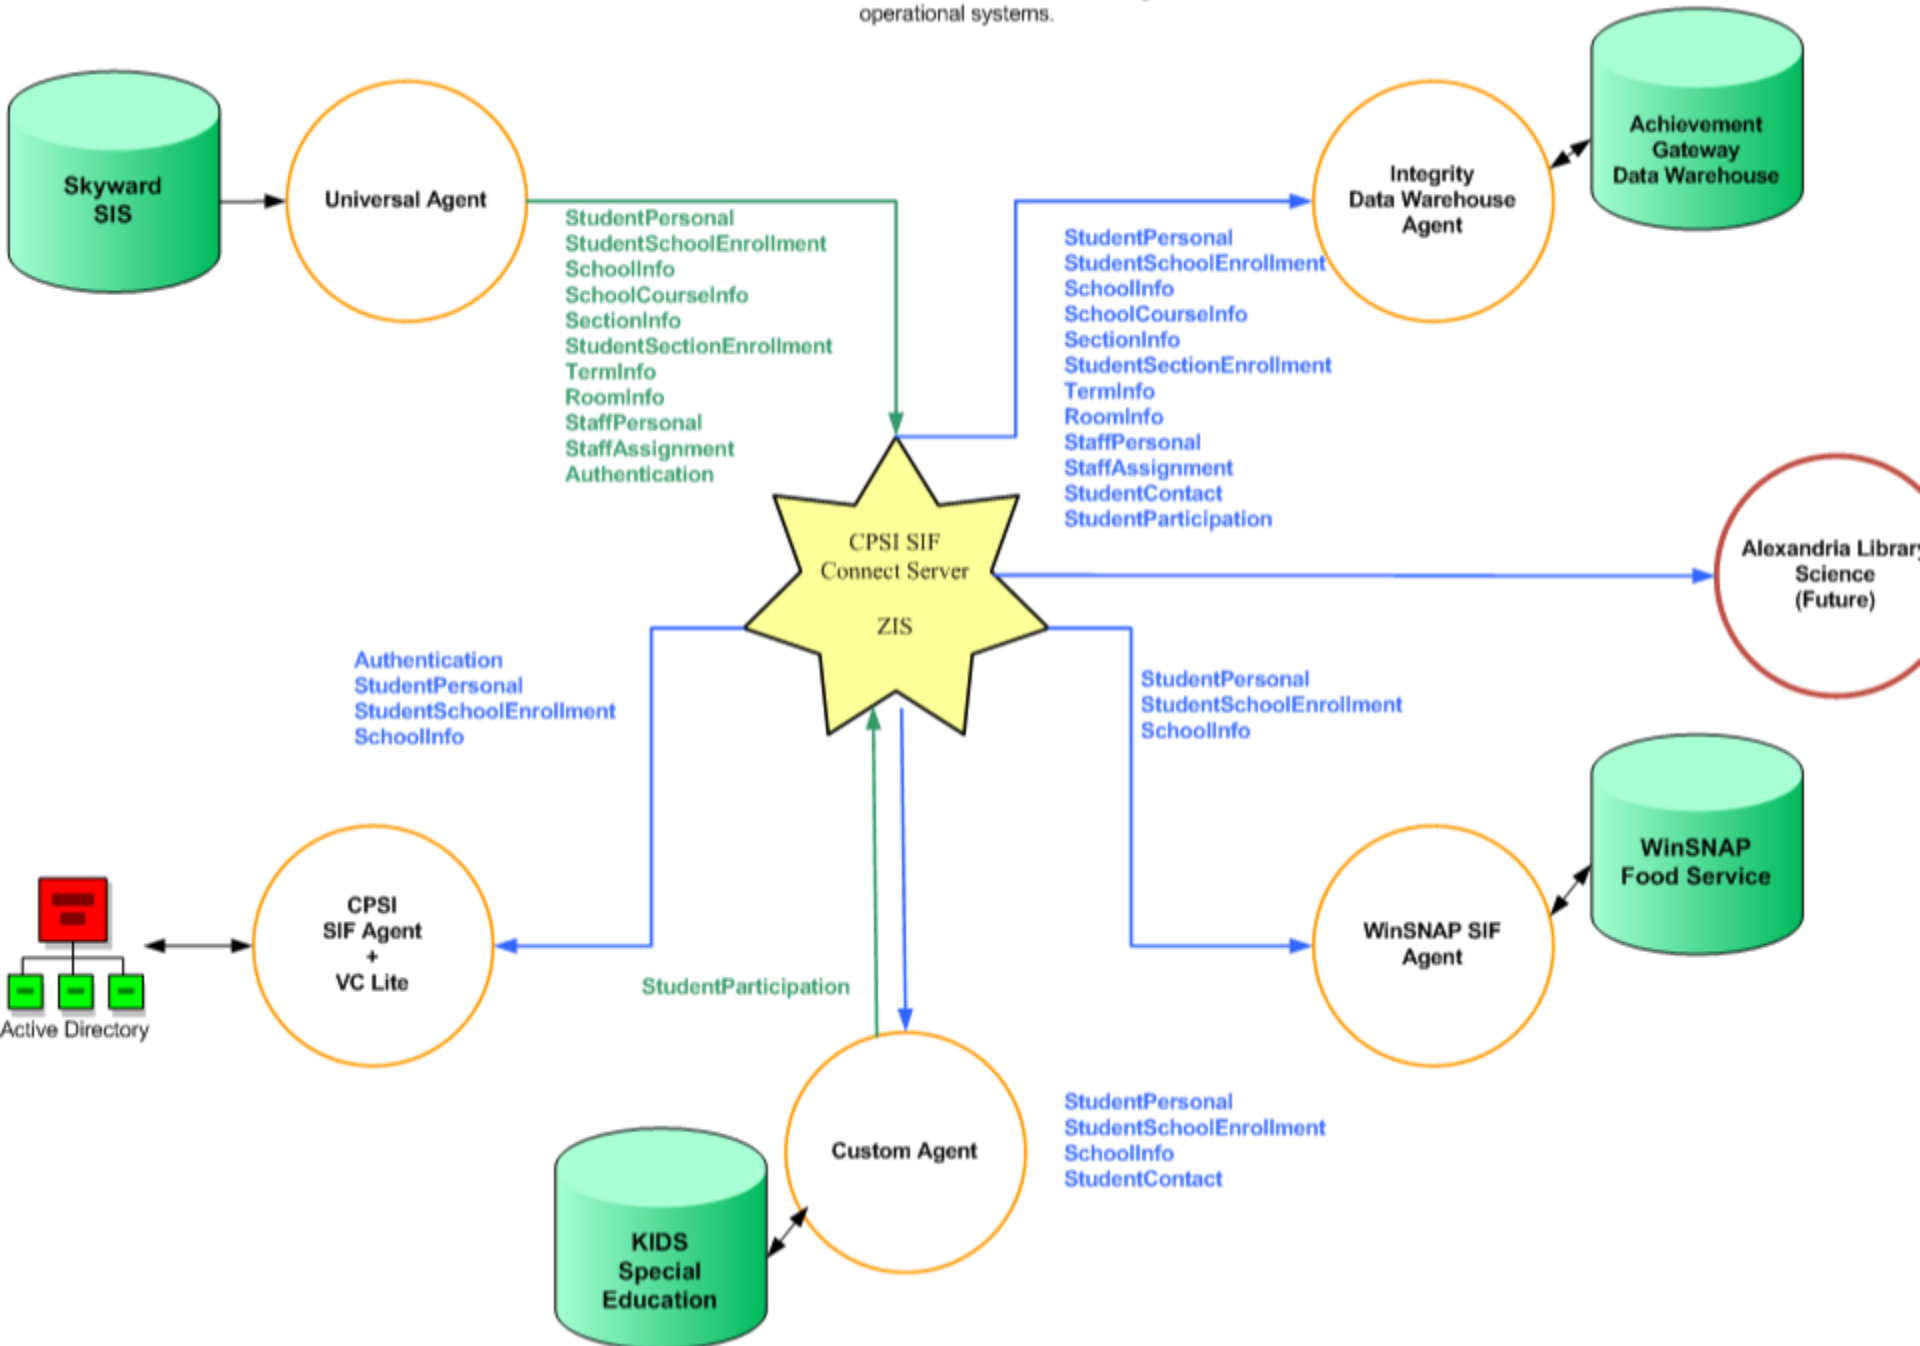 operational systems.
Skyward
SIS
Universal Agent
StudentPersonal
StudentSchoolEnrollment
SchoolInfo
SchoolCourseInfo
SectionInfo
StudentSectionEnrollment
TermInfo
RoomInfo
StaffPersonal
StaffAssignment
Authentication
StudentPersonal
StudentSchoolEnrollment
SchoolInfo
SchoolCourseInfo
SectionInfo
StudentSectionEnrollment
TermInfo
RoomInfo
StaffPersonal
StaffAssignment
StudentContact
StudentParticipation
Integrity
Data Warehouse
Agent
Achievement
Gateway
Data Warehouse
CPSI SIF
Connect Server
ZIS
Alexandria Library
Science
(Future)
Authentication
StudentPersonal
StudentSchoolEnrollment
SchoolInfo
StudentPersonal
StudentSchoolEnrollment
SchoolInfo
Active Directory
CPSI
SIF Agent
+
VC Lite
StudentParticipation
WinSNAP SIF
Agent
WinSNAP
Food Service
Custom Agent
StudentPersonal
StudentSchoolEnrollment
SchoolInfo
StudentContact
KIDS
Special
Education